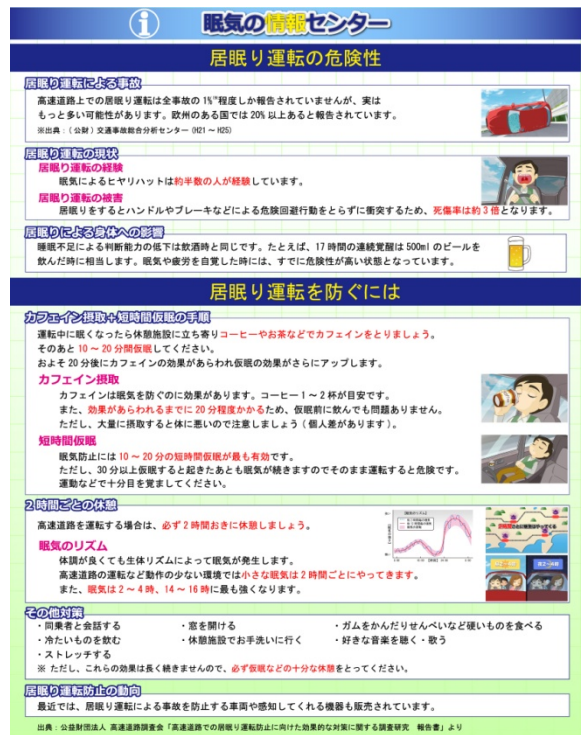 眠気の情報センター
居眠り運転の危険性
居眠り運転による事故
高速道路上での居眠り運転は全事故の1%程度しか報告されていませんが、実は
もっと多い可能性があります。欧州のある国では20%以上あると報告されています。
※出典:(公財)交通事故総合分析センター(H21～H25)
居眠り運転の現状
居眠り運転の経験
眠気によるヒヤリハットは約半数の人が経験しています。
居眠り運転の被害
居眠りをするとハンドルやブレーキなどによる危険回避行動をとらずに衝突するため、死傷率は約3倍となります。
居眠りによる身体への影響
睡眠不足による判断能力の低下は飲酒時と同じです。たとえば、17時間の連続覚醒は500mlのビールを
飲んだ時に相当します。眠気や疲労を自覚した時には、すでに危険性が高い状態となっています。
居眠り運転を防ぐには
カフェイン摂取+短時間仮眠の手順
運転中に眠くなったら休憩施設に立ち寄りコーヒーやお茶などでカフェインをとりましょう。
そのあと10～20分間仮眠してください。
およそ20分後にカフェインの効果があらわれ仮眠の効果がさらにアップします。
カフェイン摂取
カフェインは眠気を防ぐのに効果があります。コーヒー1～2杯が目安です。
また、効果があらわれるまでに20分程度かかるため、仮眠前に飲んでも問題ありません。
ただし、大量に摂取すると体に悪いので注意しましょう(個人差があります)。
短時間仮眠
眠気防止には10～20分の短時間仮眠が最も有効です。
ただし、30分以上仮眠すると起きたあとも眠気が続きますのでそのまま運転すると危険です。
運動などで十分目を覚ましてください。
2時間ごとの休憩
高速道路を運転する場合は、必ず2時間おきに休憩しましょう。
眠気のリズム
体調が良くても生体リズムによって眠気が発生します。
高速道路の運転など動作の少ない環境では小さな眠気は2時間ごとにやってきます。
また、眠気は2～4時、14～16時に最も強くなります。
その他対策
・同乗者と会話する ・窓を開ける ・ガムをかんだりせんべいなど硬いものを食べる
・冷たいものを飲む ・休憩施設でお手洗いに行く ・好きな音楽を聴く・歌う
・ストレッチする
※ ただし、これらの効果は長く続きませんので、必ず仮眠などの十分な休憩をとってください。
居眠り運転防止の動向
最近では、居眠り運転による事故を防止する車両や感知してくれる機器も販売されています。
出典:公益財団法人 高速道路調査会「高速道路での居眠り運転防止に向けた効果的な対策に関する調査研究 報告書」より